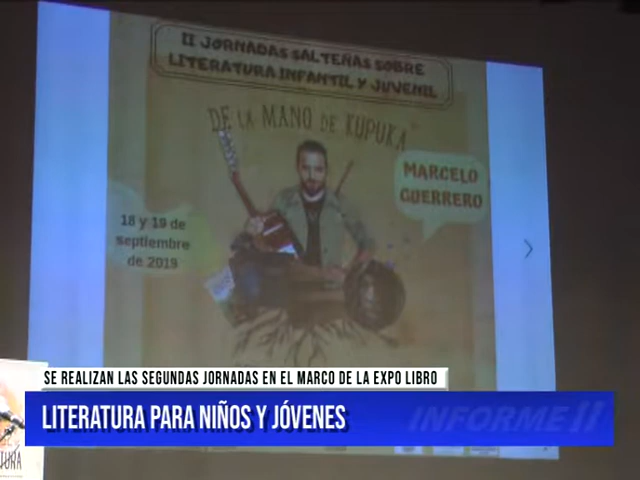 II JORNADAS SALTEÑAS SOBRE
LITERATURA INFANTIL Y JUVENIL
DE LA MANO DE KUPUKA
MARCELO
GUERRERO
18 y 19 de
septiembre
de 2019
SE REALIZAN LAS SEGUNDAS JORNADAS EN EL MARCO DE LA EXPO LIBRO
LITERATURA PARA NIÑOS Y JÓVENES
INFORME II